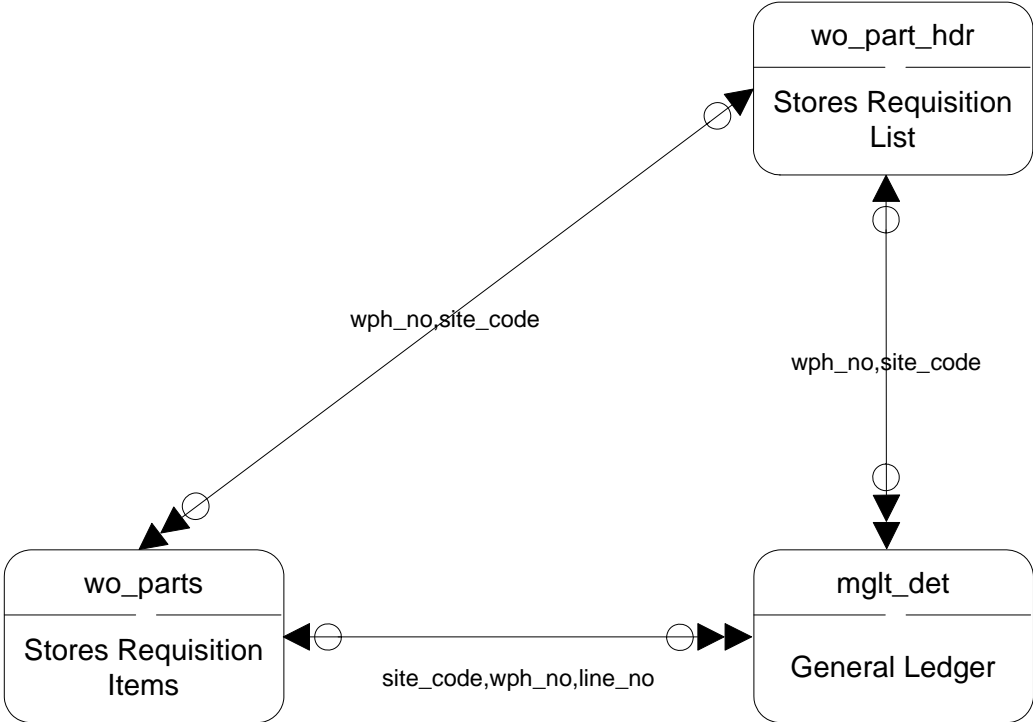 wo_part_hdr
Stores Requisition
List
wph_no,site_code
wph_no,site_code
wo_parts
Stores Requisition
Items
site_code,wph_no,line_no
mglt_det
General Ledger